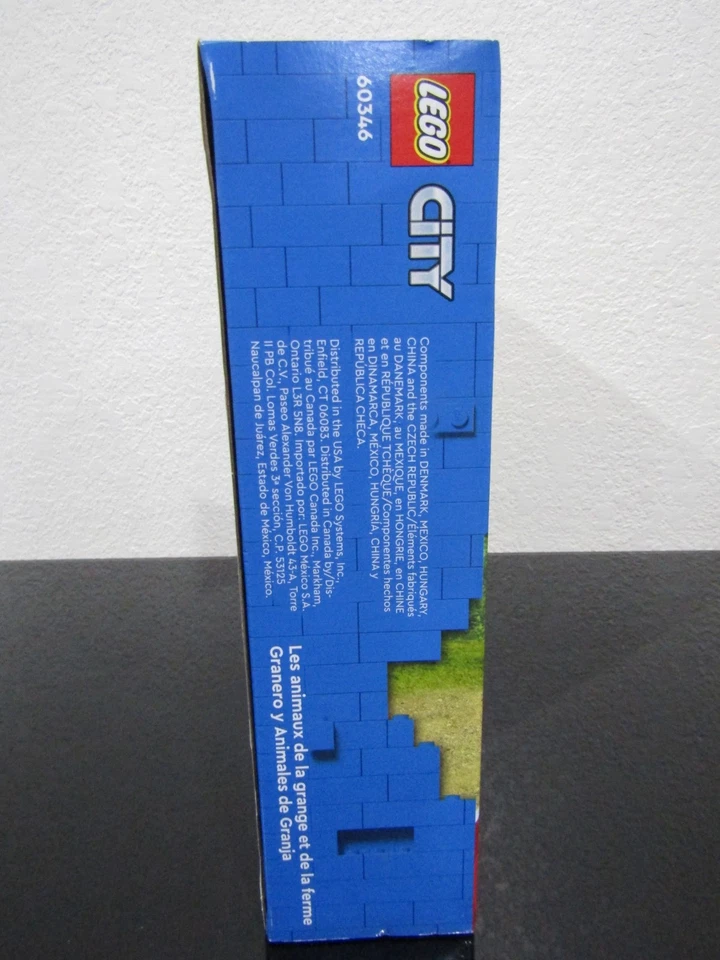 LEGO
CITY
60346
Components made in DENMARK, MEXICO, HUNGARY,
CHINA and the CZECH REPUBLIC/Éléments fabriqués
au DANEMARK, au MEXIQUE, en HONGRIE, en CHINE
et en RÉPUBLIQUE TCHÈQUE/Componentes hechos
en DINAMARCA, MÉXICO, HUNGRÍA, CHINA y
REPÚBLICA CHECA.
Distributed in the USA by LEGO Systems, Inc.,
Enfield, CT 06083. Distributed in Canada by/Dis-
tribué au Canada par LEGO Canada Inc., Markham,
Ontario L3R 5N8. Importado por: LEGO México S.A.
de C.V., Paseo Alexander Von Humboldt 43-A, Torre
II PB Col. Lomas Verdes 3ª sección, C.P. 53125
Naucalpan de Juárez, Estado de México, México.
Les animaux de la grange et de la ferme
Granero y Animales de Granja